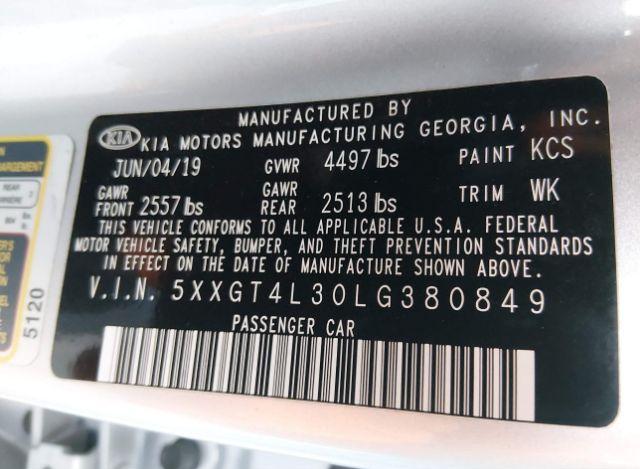 MANUFACTURED BY
KIA KIA MOTORS MANUFACTURING GEORGIA, INC.
JUN/04/19 GVWR 4497 lbs PAINT KCS
GAWR FRONT 2557 lbs GAWR REAR 2513 lbs TRIM WK
THIS VEHICLE CONFORMS TO ALL APPLICABLE U.S.A. FEDERAL
MOTOR VEHICLE SAFETY, BUMPER, AND THEFT PREVENTION STANDARDS
IN EFFECT ON THE DATE OF MANUFACTURE SHOWN ABOVE.
V.I.N. 5XXGT4L30LG380849
PASSENGER CAR
REAR
5120